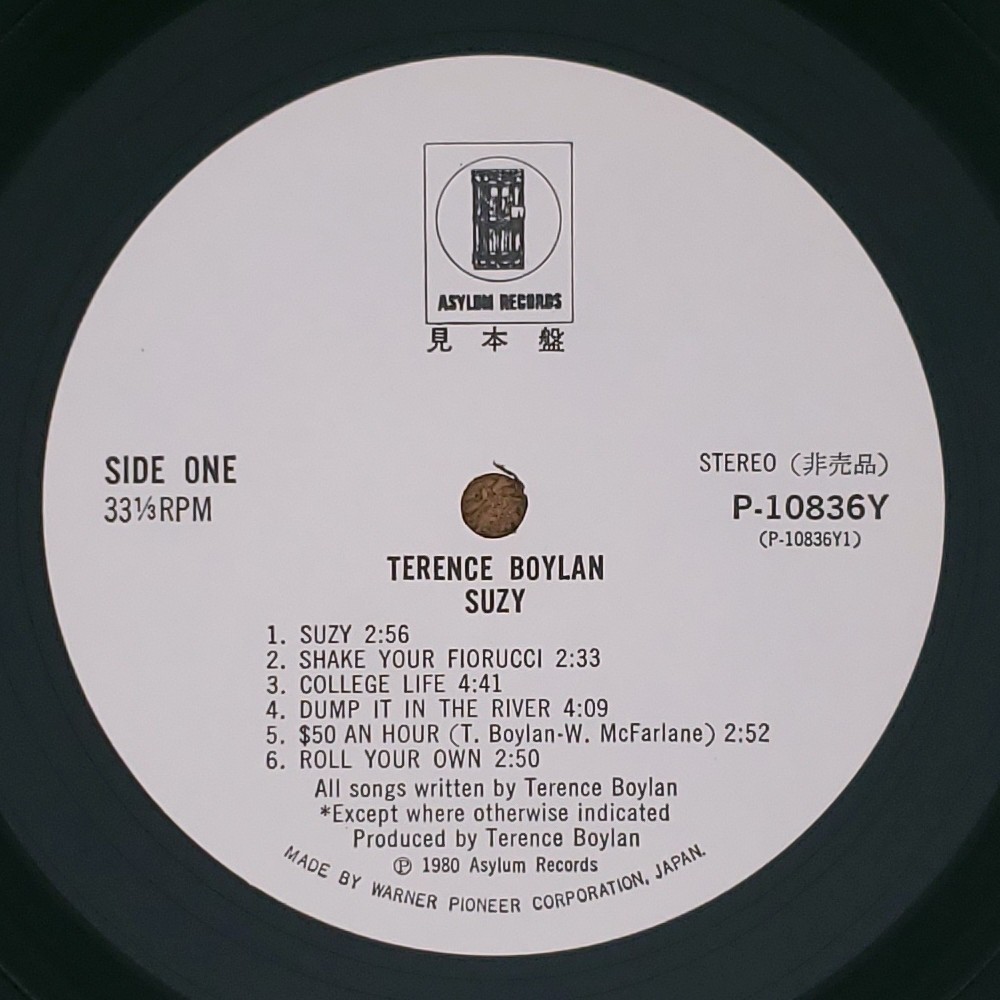 ASYLUM RECORDS
見本盤
SIDE ONE
33⅓RPM
STEREO (非売品)
P-10836Y
(P-10836Y1)
TERENCE BOYLAN
SUZY
1. SUZY 2:56
2. SHAKE YOUR FIORUCCI 2:33
3. COLLEGE LIFE 4:41
4. DUMP IT IN THE RIVER 4:09
5. $50 AN HOUR (T. Boylan-W. McFarlane) 2:52
6. ROLL YOUR OWN 2:50
All songs written by Terence Boylan
*Except where otherwise indicated
Produced by Terence Boylan
Ⓟ 1980 Asylum Records
MADE BY WARNER PIONEER CORPORATION, JAPAN.